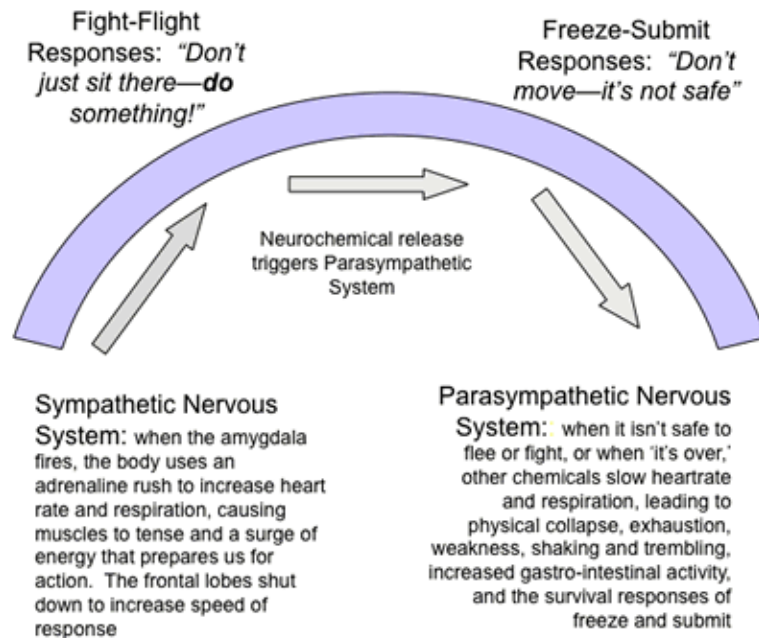 Fight-Flight
Responses: “Don’t
just sit there—do
something!”
Freeze-Submit
Responses: “Don’t
move—it’s not safe”
Neurochemical release
triggers Parasympathetic
System
Sympathetic Nervous
System: when the amygdala
fires, the body uses an
adrenaline rush to increase heart
rate and respiration, causing
muscles to tense and a surge of
energy that prepares us for
action. The frontal lobes shut
down to increase speed of
response
Parasympathetic Nervous
System:: when it isn’t safe to
flee or fight, or when ‘it’s over,’
other chemicals slow heartrate
and respiration, leading to
physical collapse, exhaustion,
weakness, shaking and trembling,
increased gastro-intestinal activity,
and the survival responses of
freeze and submit